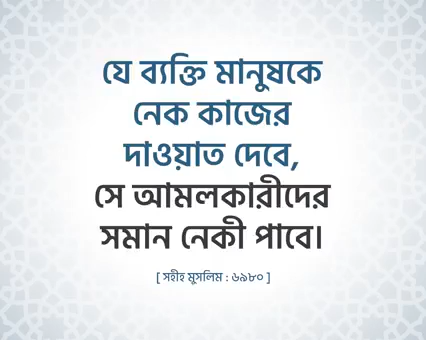 যে ব্যক্তি মানুষকে
নেক কাজের
দাওয়াত দেবে,
সে আমলকারীদের
সমান নেকী পাবে।
[ সহীহ মুসলিম : ৬৯৮০ ]